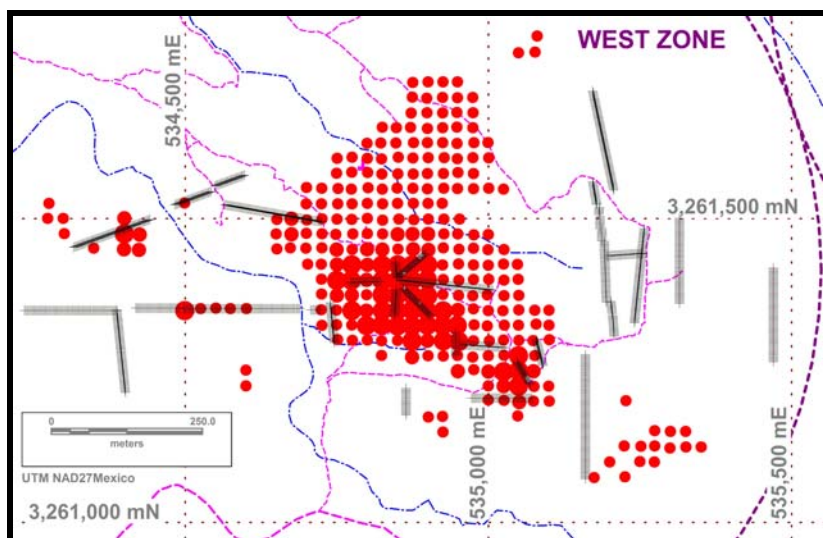 WEST ZONE
534,500 mE
3,261,500 mN
0 250.0
meters
UTM NAD27Mexico
535,000 mE
535,500 mE
3,261,000 mN